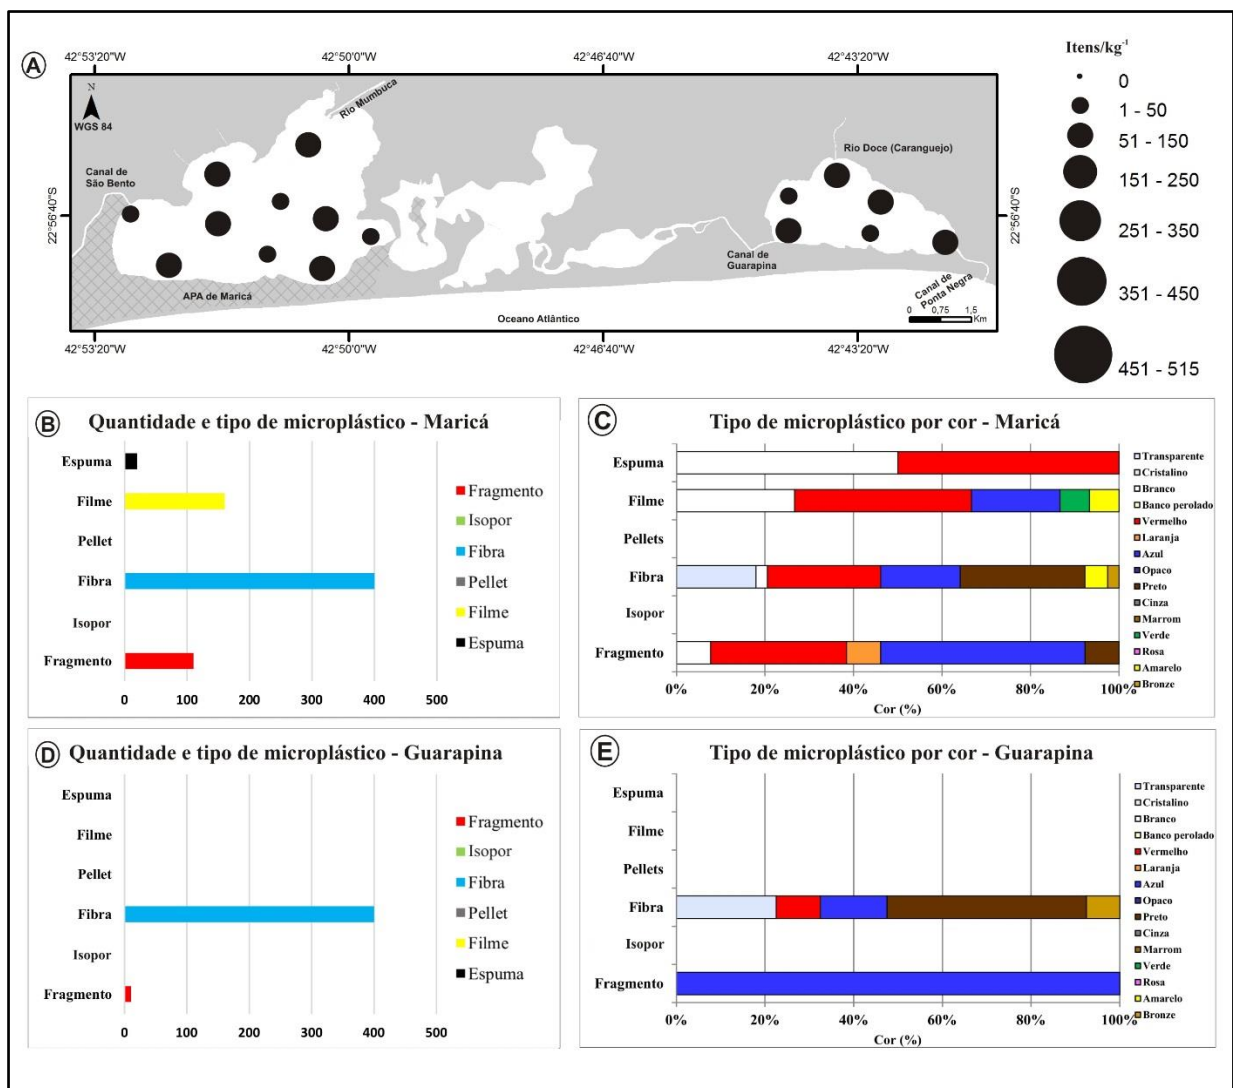 A
42°53'20"W
42°50'0"W
42°46'40"W
42°43'20"W
Itens/kg⁻¹
0
1 - 50
51 - 150
151 - 250
251 - 350
351 - 450
451 - 515
N
WGS 84
Rio Mumbuca
Canal de
São Bento
22°56'40"S
Rio Doce (Caranguejo)
22°56'40"S
Canal de
Guarapina
Canal de
Ponta Negra
APA de Maricá
Oceano Atlântico
0 0,75 1,5
Km
42°53'20"W
42°50'0"W
42°46'40"W
42°43'20"W
B
Quantidade e tipo de microplástico - Maricá
Espuma
Filme
Pellet
Fibra
Isopor
Fragmento
0 100 200 300 400 500
Fragmento
Isopor
Fibra
Pellet
Filme
Espuma
C
Tipo de microplástico por cor - Maricá
Espuma
Filme
Pellets
Fibra
Isopor
Fragmento
0% 20% 40% 60% 80% 100%
Cor (%)
Transparente
Cristalino
Branco
Banco perolado
Vermelho
Laranja
Azul
Opaco
Preto
Cinza
Marrom
Verde
Rosa
Amarelo
Bronze
D
Quantidade e tipo de microplástico - Guarapina
Espuma
Filme
Pellet
Fibra
Isopor
Fragmento
0 100 200 300 400 500
Fragmento
Isopor
Fibra
Pellet
Filme
Espuma
E
Tipo de microplástico por cor - Guarapina
Espuma
Filme
Pellets
Fibra
Isopor
Fragmento
0% 20% 40% 60% 80% 100%
Cor (%)
Transparente
Cristalino
Branco
Banco perolado
Vermelho
Laranja
Azul
Opaco
Preto
Cinza
Marrom
Verde
Rosa
Amarelo
Bronze